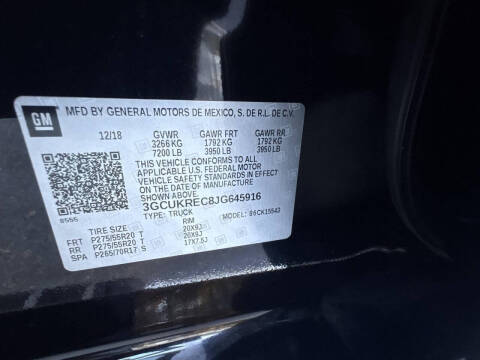 GM MFD BY GENERAL MOTORS DE MEXICO, S. DE R.L. DE C.V.
12/18 GVWR GAWR FRT GAWR RR
3266 KG 1792 KG 1792 KG
7200 LB 3950 LB 3950 LB
THIS VEHICLE CONFORMS TO ALL
APPLICABLE U.S. FEDERAL MOTOR
VEHICLE SAFETY STANDARDS IN EFFECT
ON THE DATE OF MANUFACTURE
SHOWN ABOVE.
3GCUKREC8JG645916
8555 TYPE: TRUCK MODEL: 86CK15543
TIRE SIZE RIM
FRT P275/55R20 T 20X9J
RR P275/55R20 T 20X9J
SPA P265/70R17 S 17X7.5J